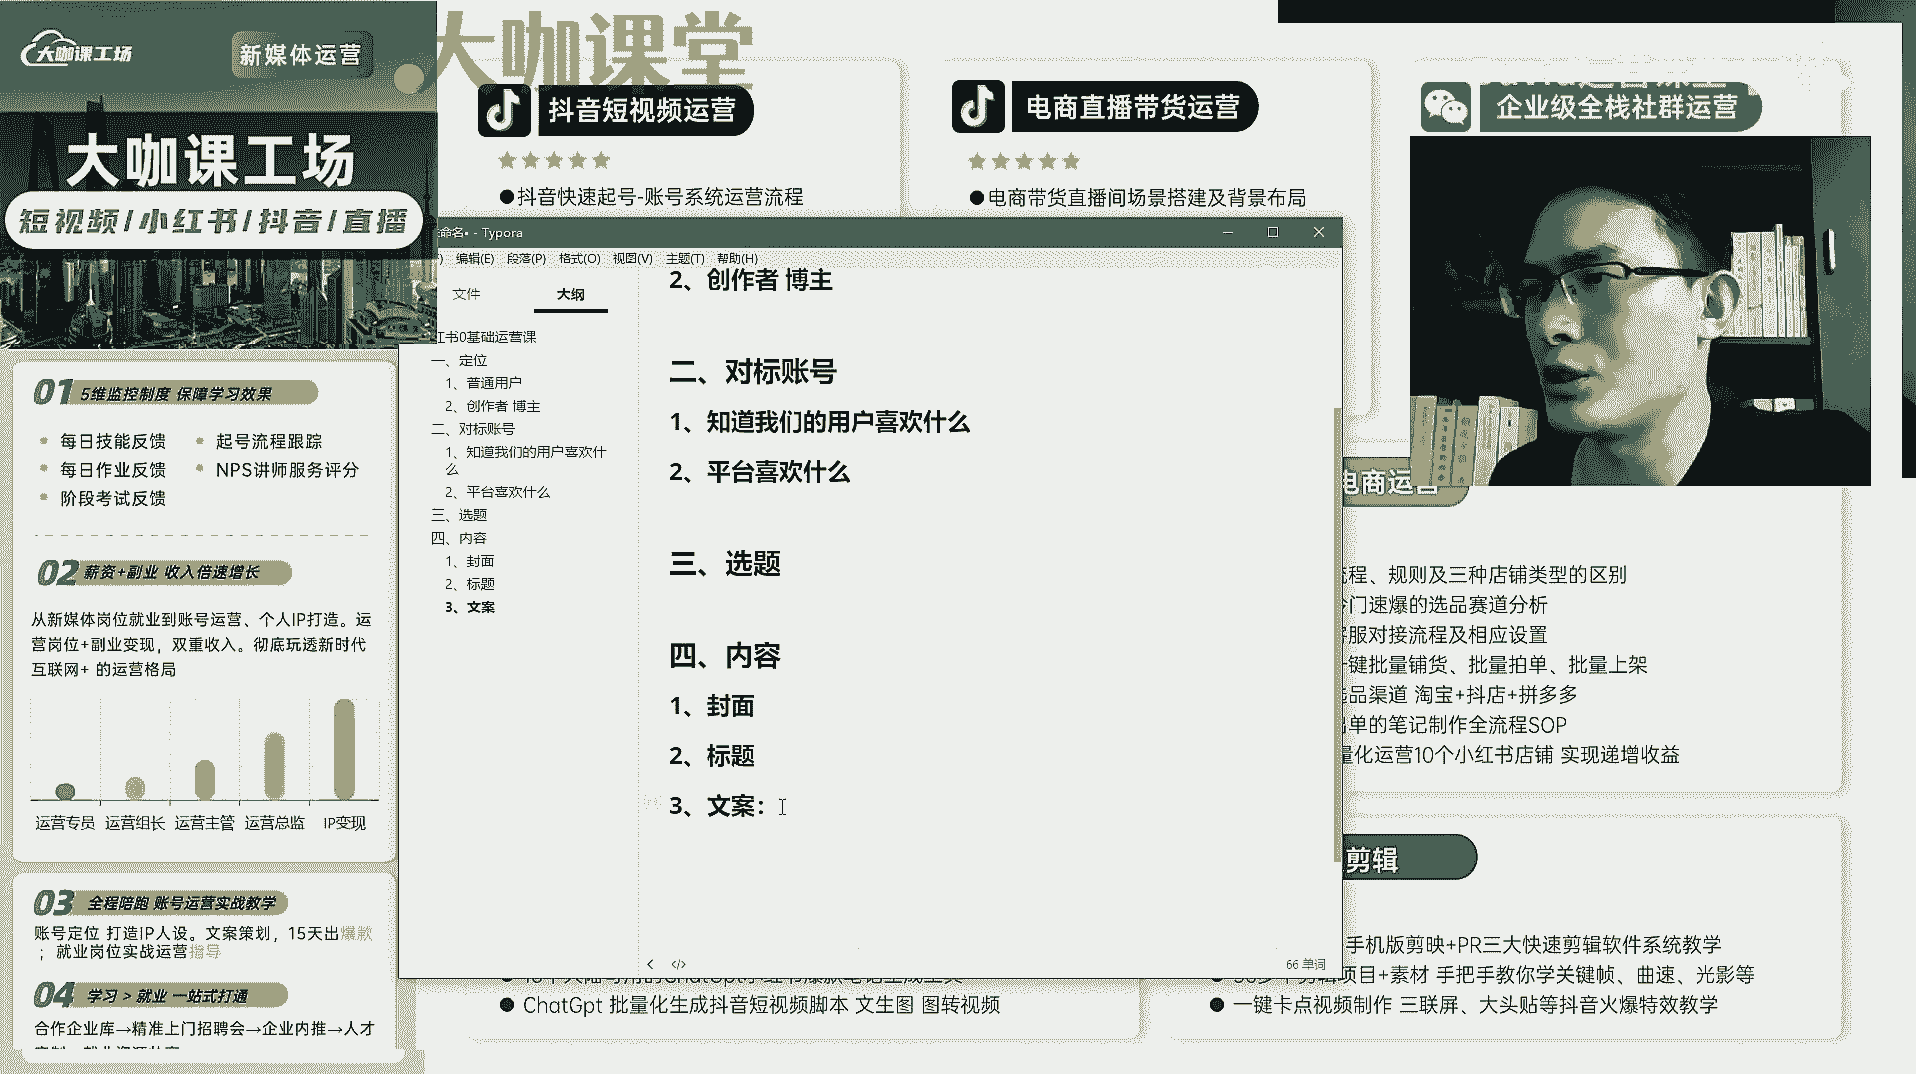 大咖课工场
新媒体运营
大咖课工场
短视频/小红书/抖音/直播
01 5维监控制度 保障学习效果
每日技能反馈
起号流程跟踪
每日作业反馈
NPS讲师服务评分
阶段考试反馈
02 薪资+副业 收入倍速增长
从新媒体岗位就业到账号运营、个人IP打造。运
营岗位+副业变现，双重收入。彻底玩透新时代
互联网+ 的运营格局
运营专员 运营组长 运营主管 运营总监 IP变现
03 全程陪跑 账号运营实战教学
账号定位 打造IP人设。文案策划，15天出爆款
；就业岗位实战运营指导
04 学习 > 就业 一站式打通
合作企业库→精准上门招聘会→企业内推→人才
大咖课堂
抖音短视频运营
★★★★★
●抖音快速起号-账号系统运营流程
电商直播带货运营
★★★★★
●电商带货直播间场景搭建及背景布局
企业级全栈社群运营
命名• - Typora
编辑(E) 段落(P) 格式(O) 视图(V) 主题(T) 帮助(H)
文件
大纲
红书0基础运营课
一、定位
1、普通用户
2、创作者 博主
二、对标账号
1、知道我们的用户喜欢什
么
2、平台喜欢什么
三、选题
四、内容
1、封面
2、标题
3、文案
2、创作者 博主
二、对标账号
1、知道我们的用户喜欢什么
2、平台喜欢什么
三、选题
四、内容
1、封面
2、标题
3、文案：
66 单词
电商运营
流程、规则及三种店铺类型的区别
冷门速爆的选品赛道分析
客服对接流程及相应设置
一键批量铺货、批量拍单、批量上架
选品渠道 淘宝+抖店+拼多多
出单的笔记制作全流程SOP
量化运营10个小红书店铺 实现递增收益
剪辑
手机版剪映+PR三大快速剪辑软件系统教学
项目+素材 手把手教你学关键帧、曲速、光影等
● 一键卡点视频制作 三联屏、大头贴等抖音火爆特效教学
● ChatGpt 批量化生成抖音短视频脚本 文生图 图转视频